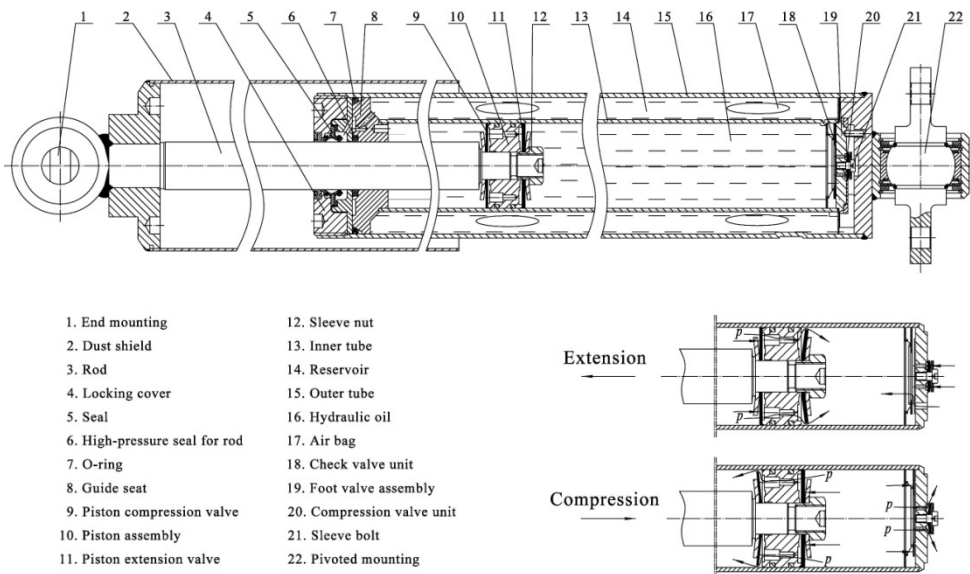 1 2 3 4 5 6 7 8 9 10 11 12 13 14 15 16 17 18 19 20 21 22
1. End mounting
2. Dust shield
3. Rod
4. Locking cover
5. Seal
6. High-pressure seal for rod
7. O-ring
8. Guide seat
9. Piston compression valve
10. Piston assembly
11. Piston extension valve
12. Sleeve nut
13. Inner tube
14. Reservoir
15. Outer tube
16. Hydraulic oil
17. Air bag
18. Check valve unit
19. Foot valve assembly
20. Compression valve unit
21. Sleeve bolt
22. Pivoted mounting
p
Extension
p
p
p
Compression
p
p